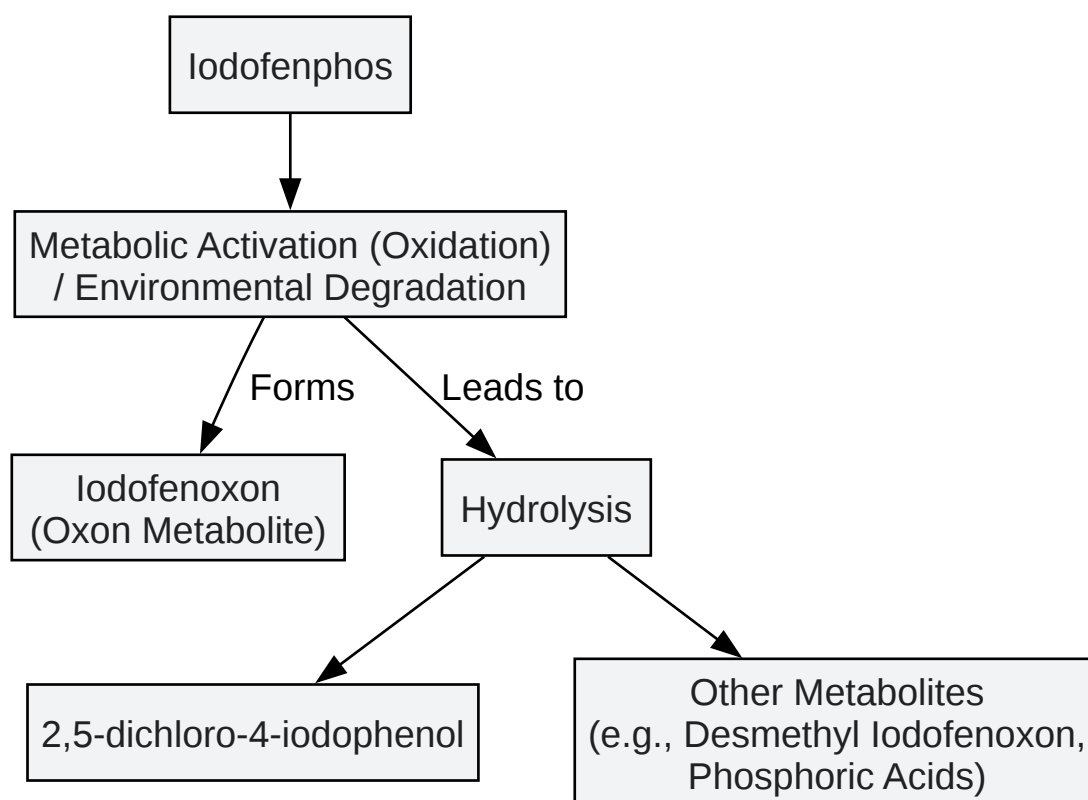 Iodofenphos
Metabolic Activation (Oxidation)
/ Environmental Degradation
Forms
Leads to
Iodofenoxon
(Oxon Metabolite)
Hydrolysis
2,5-dichloro-4-iodophenol
Other Metabolites
(e.g., Desmethyl Iodofenoxon,
Phosphoric Acids)